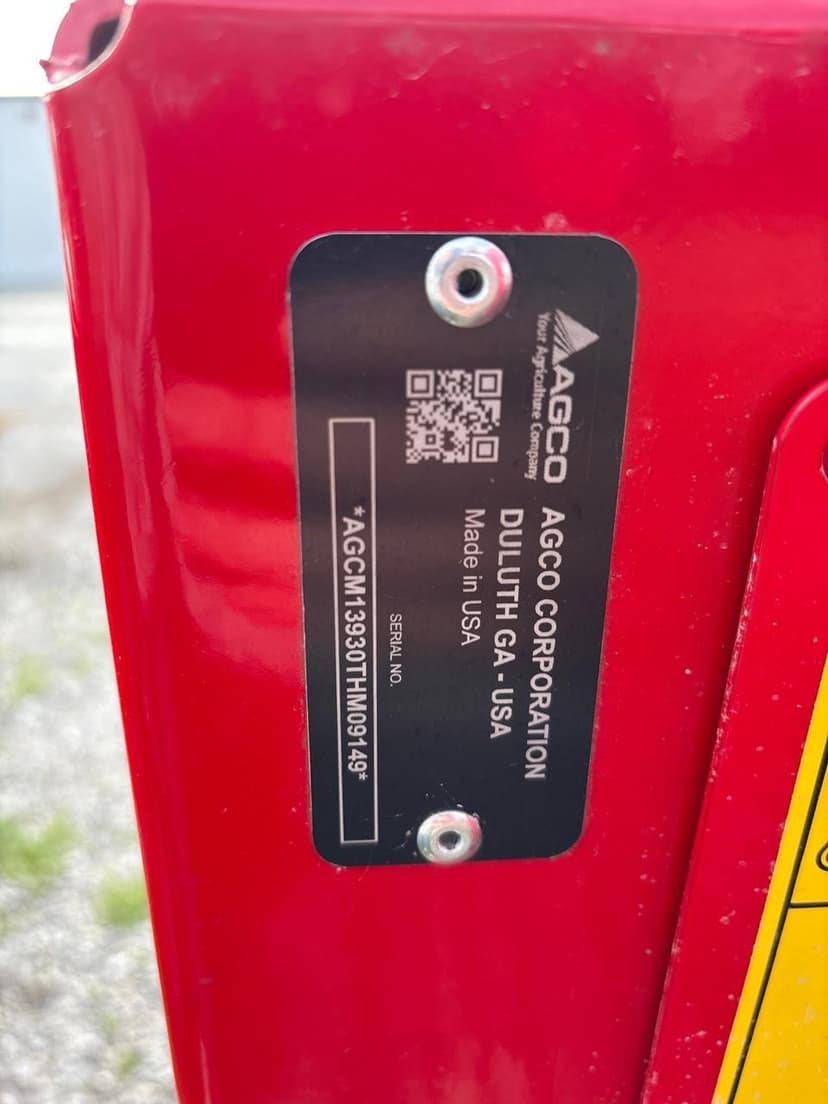 AGCO
Your Agriculture Company
AGCO CORPORATION
DULUTH GA - USA
Made in USA
SERIAL NO.
*AGCM13930THM09149*